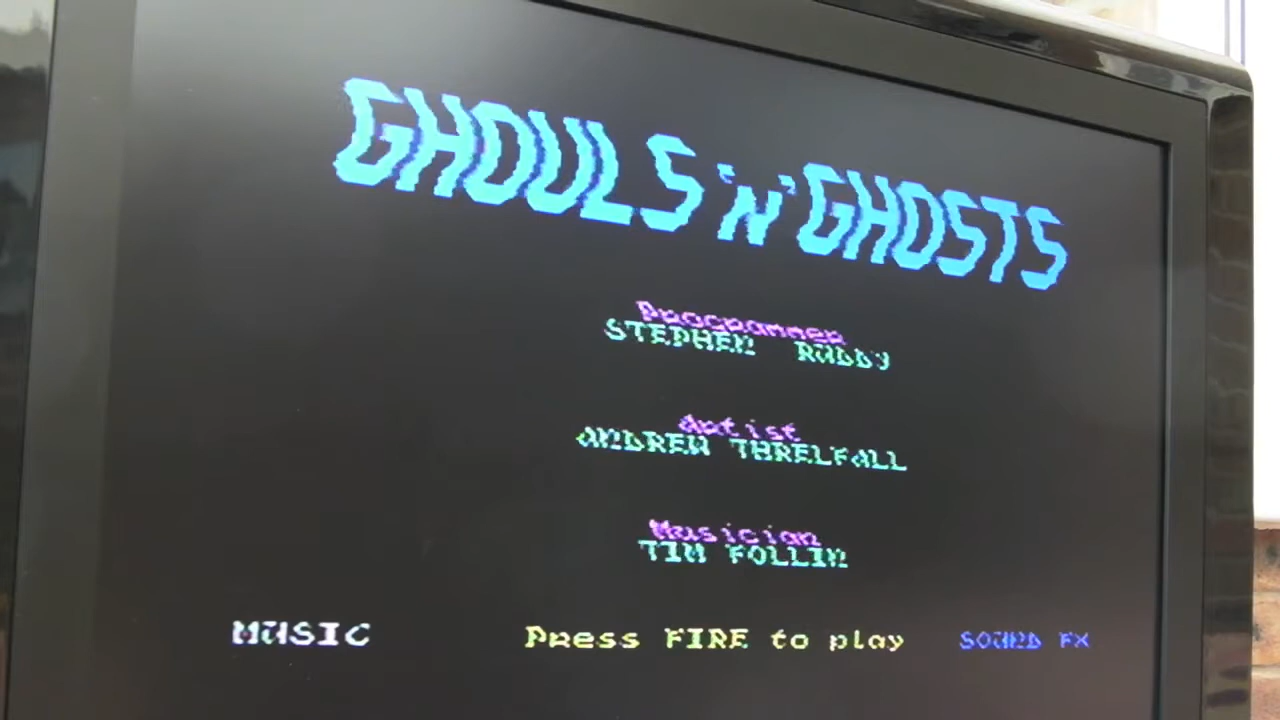 GHOULS 'N' GHOSTS
Programmer
STEPHEN RUDDY
Artist
ANDREW THRELFALL
Musician
TIM FOLLIN
MUSIC Press FIRE to play SOUND FX